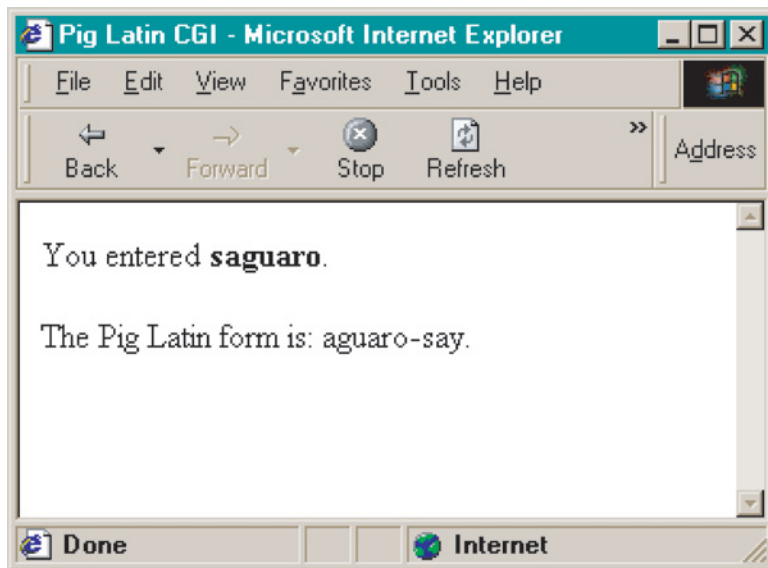 Pig Latin CGI - Microsoft Internet Explorer
File Edit View Favorites Tools Help
Back Forward Stop Refresh » Address
You entered saguaro.
The Pig Latin form is: aguaro-say.
Done Internet